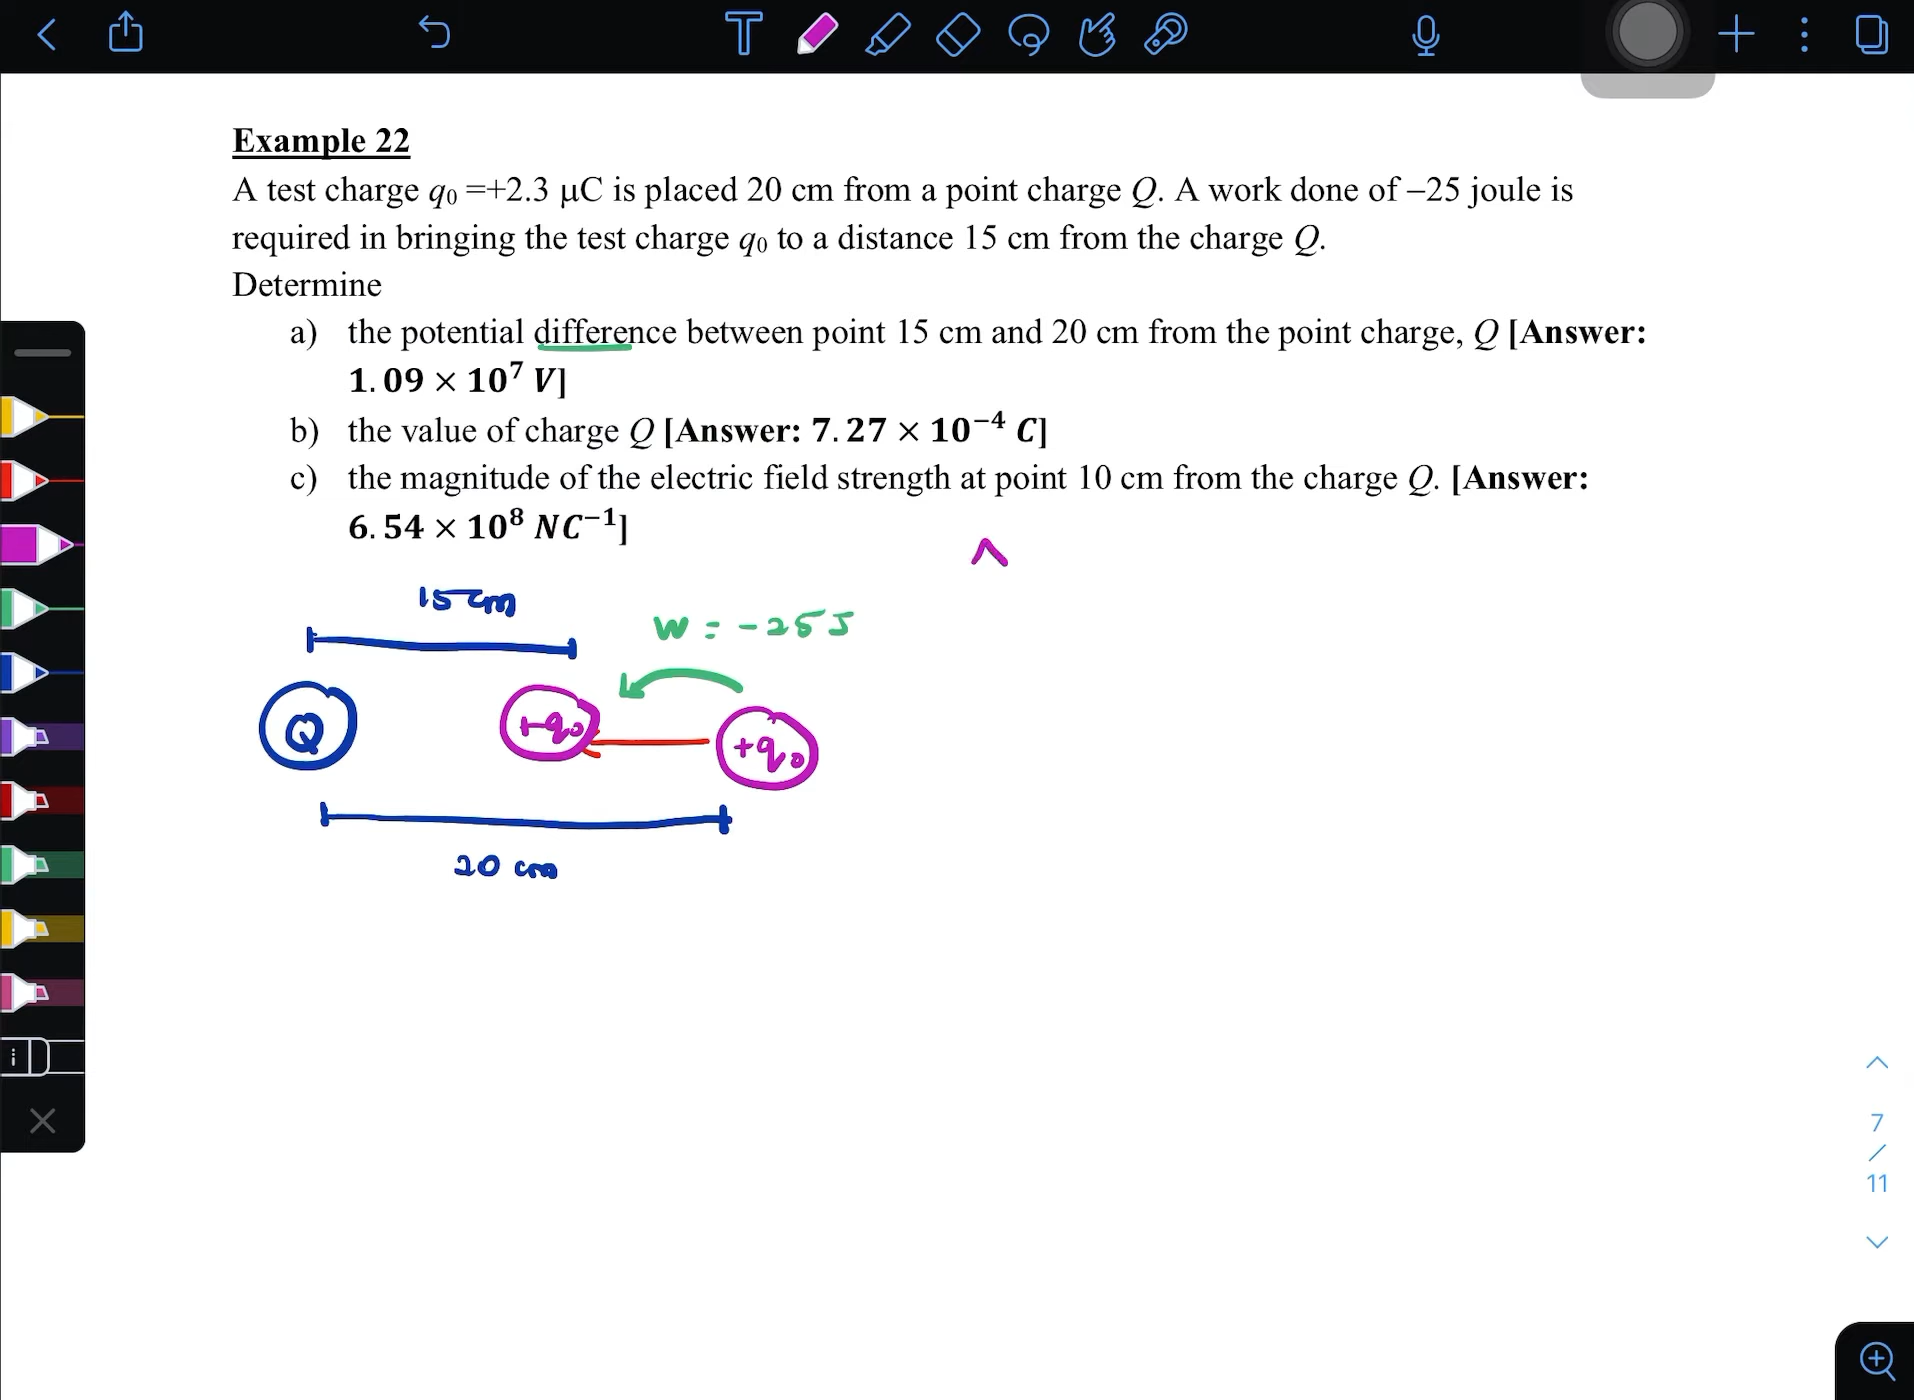 Example 22
A test charge q₀ =+2.3 μC is placed 20 cm from a point charge Q. A work done of –25 joule is
required in bringing the test charge q₀ to a distance 15 cm from the charge Q.
Determine
a) the potential difference between point 15 cm and 20 cm from the point charge, Q [Answer:
1.09 × 10⁷ V]
b) the value of charge Q [Answer: 7.27 × 10⁻⁴ C]
c) the magnitude of the electric field strength at point 10 cm from the charge Q. [Answer:
6.54 × 10⁸ NC⁻¹]
15 cm
W = -25J
Q +q₀ +q₀
20 cm
7
/
11